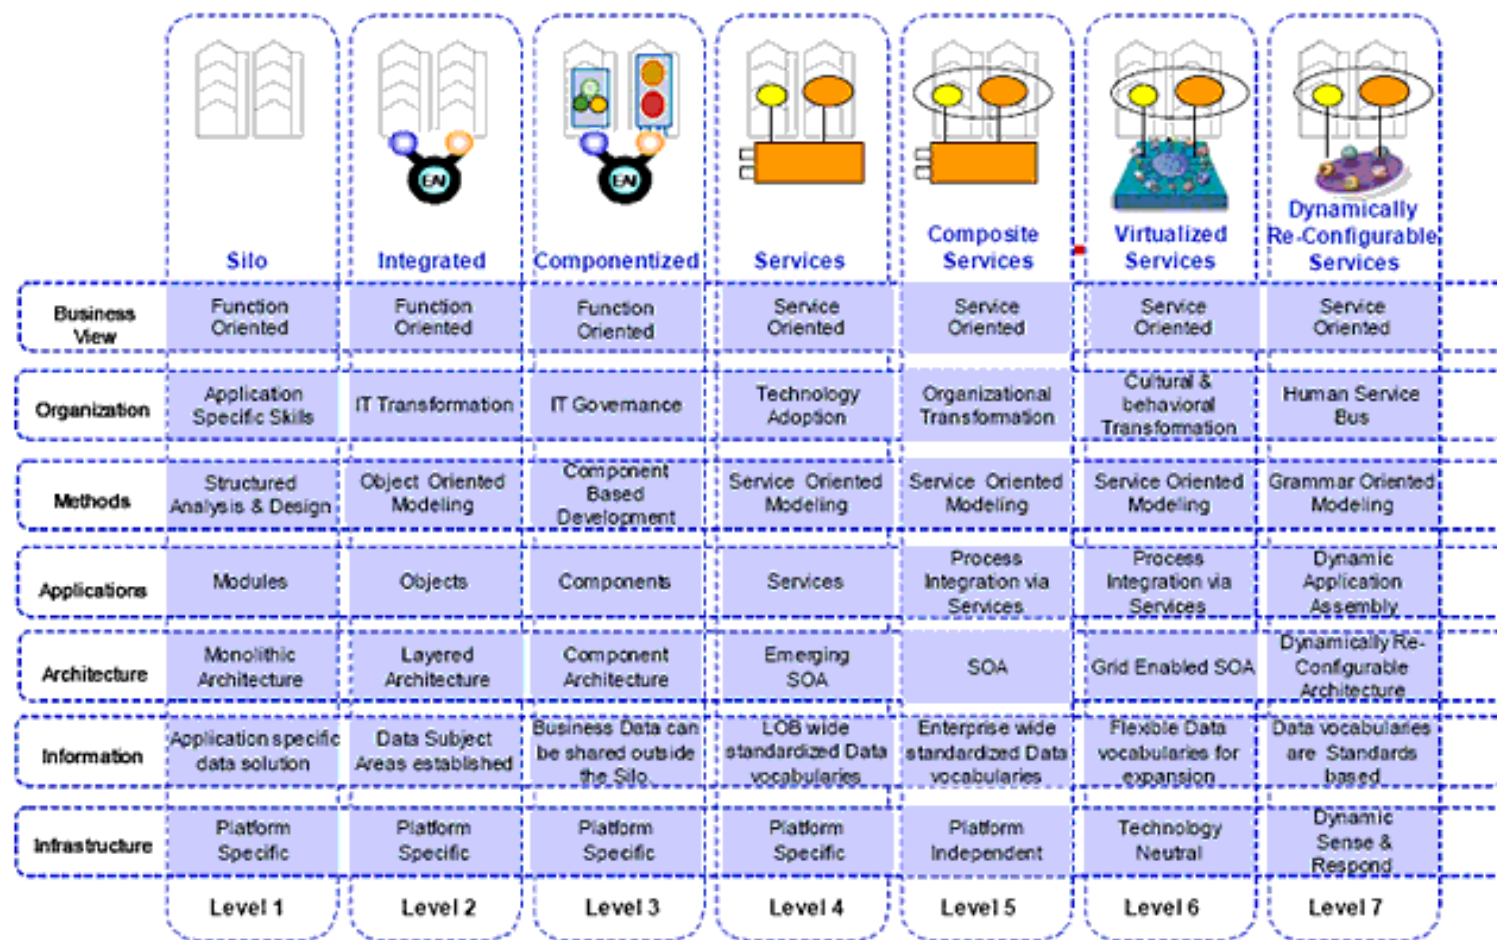 EAI
EAI
Silo
Integrated
Componentized
Services
Composite
Services
Virtualized
Services
Dynamically
Re-Configurable
Services
Business
View
Function
Oriented
Function
Oriented
Function
Oriented
Service
Oriented
Service
Oriented
Service
Oriented
Service
Oriented
Organization
Application
Specific Skills
IT Transformation
IT Governance
Technology
Adoption
Organizational
Transformation
Cultural &
behavioral
Transformation
Human Service
Bus
Methods
Structured
Analysis & Design
Object Oriented
Modeling
Component
Based
Development
Service Oriented
Modeling
Service Oriented
Modeling
Service Oriented
Modeling
Grammar Oriented
Modeling
Applications
Modules
Objects
Components
Services
Process
Integration via
Services
Process
Integration via
Services
Dynamic
Application
Assembly
Architecture
Monolithic
Architecture
Layered
Architecture
Component
Architecture
Emerging
SOA
SOA
Grid Enabled SOA
Dynamically Re-
Configurable
Architecture
Information
Application specific
data solution
Data Subject
Areas established
Business Data can
be shared outside
the Silo.
LOB wide
standardized Data
vocabularies
Enterprise wide
standardized Data
vocabularies
Flexible Data
vocabularies for
expansion
Data vocabularies
are Standards
based
Infrastructure
Platform
Specific
Platform
Specific
Platform
Specific
Platform
Specific
Platform
Independent
Technology
Neutral
Dynamic
Sense &
Respond
Level 1
Level 2
Level 3
Level 4
Level 5
Level 6
Level 7